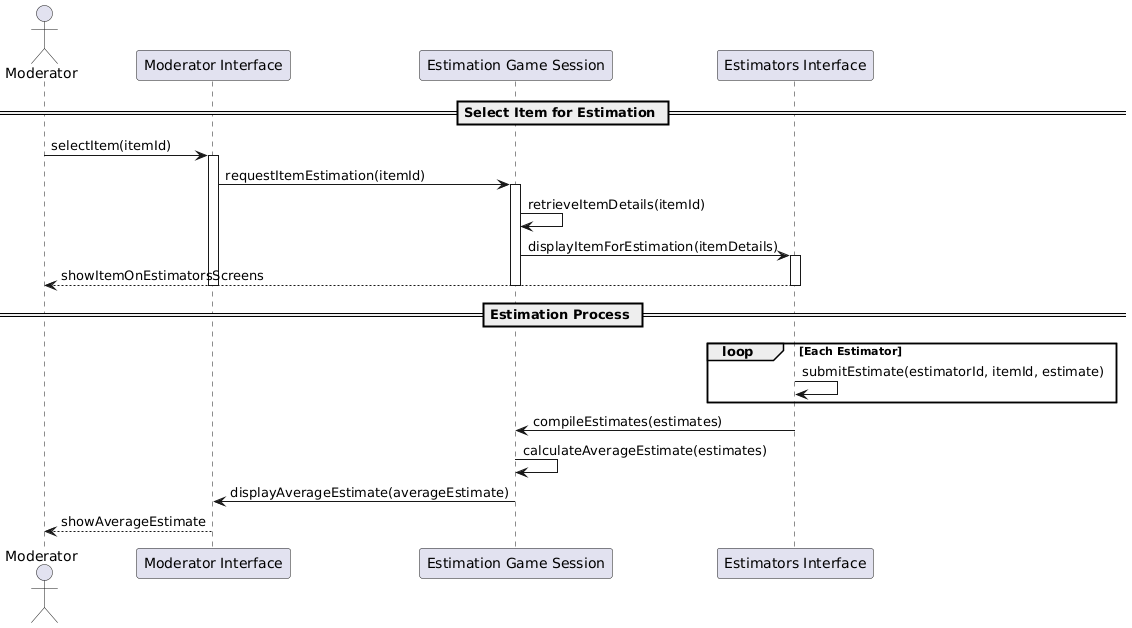 Moderator
Moderator Interface
Estimation Game Session
Estimators Interface
Select Item for Estimation
selectItem(itemId)
requestItemEstimation(itemId)
retrieveItemDetails(itemId)
displayItemForEstimation(itemDetails)
showItemOnEstimatorsScreens
Estimation Process
loop
[Each Estimator]
submitEstimate(estimatorId, itemId, estimate)
compileEstimates(estimates)
calculateAverageEstimate(estimates)
displayAverageEstimate(averageEstimate)
showAverageEstimate
Moderator
Moderator Interface
Estimation Game Session
Estimators Interface